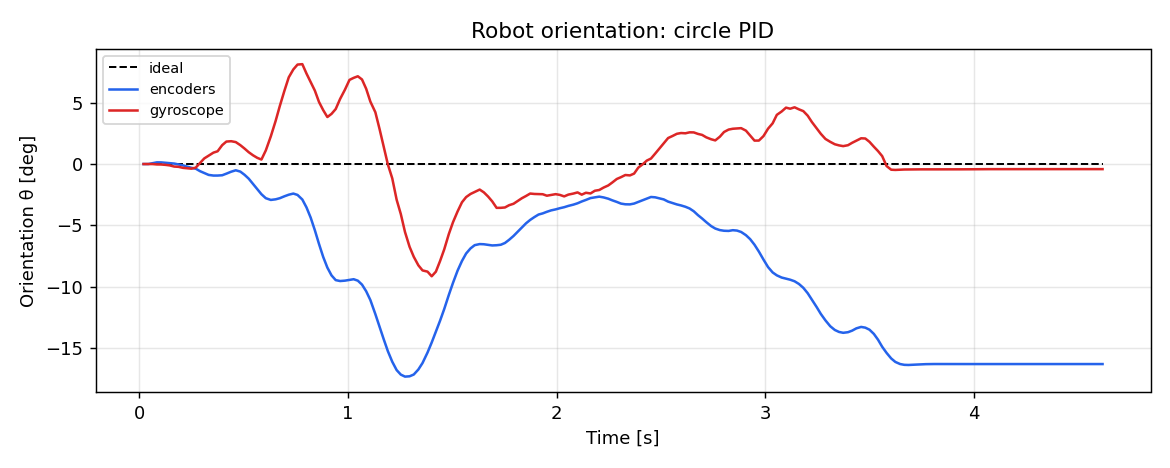 Robot orientation: circle PID
ideal
encoders
gyroscope
Orientation θ [deg]
5
0
−5
−10
−15
0 1 2 3 4
Time [s]